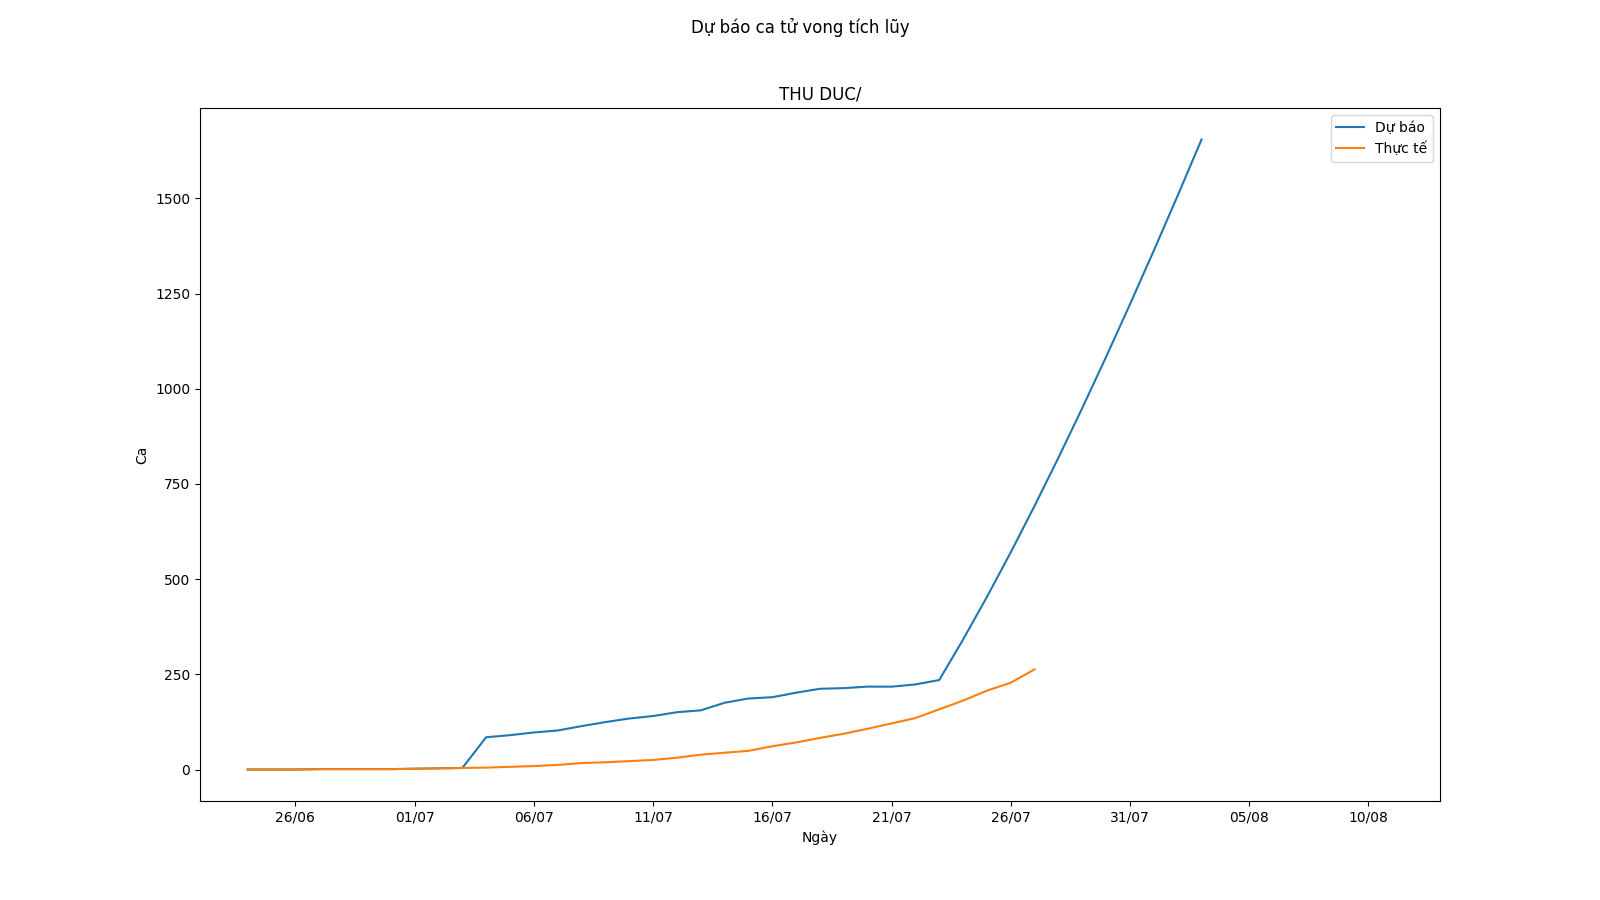 Dự báo ca tử vong tích lũy
THU DUC/
Dự báo
Thực tế
1500
1250
1000
750
500
250
0
Ca
26/06 01/07 06/07 11/07 16/07 21/07 26/07 31/07 05/08 10/08
Ngày